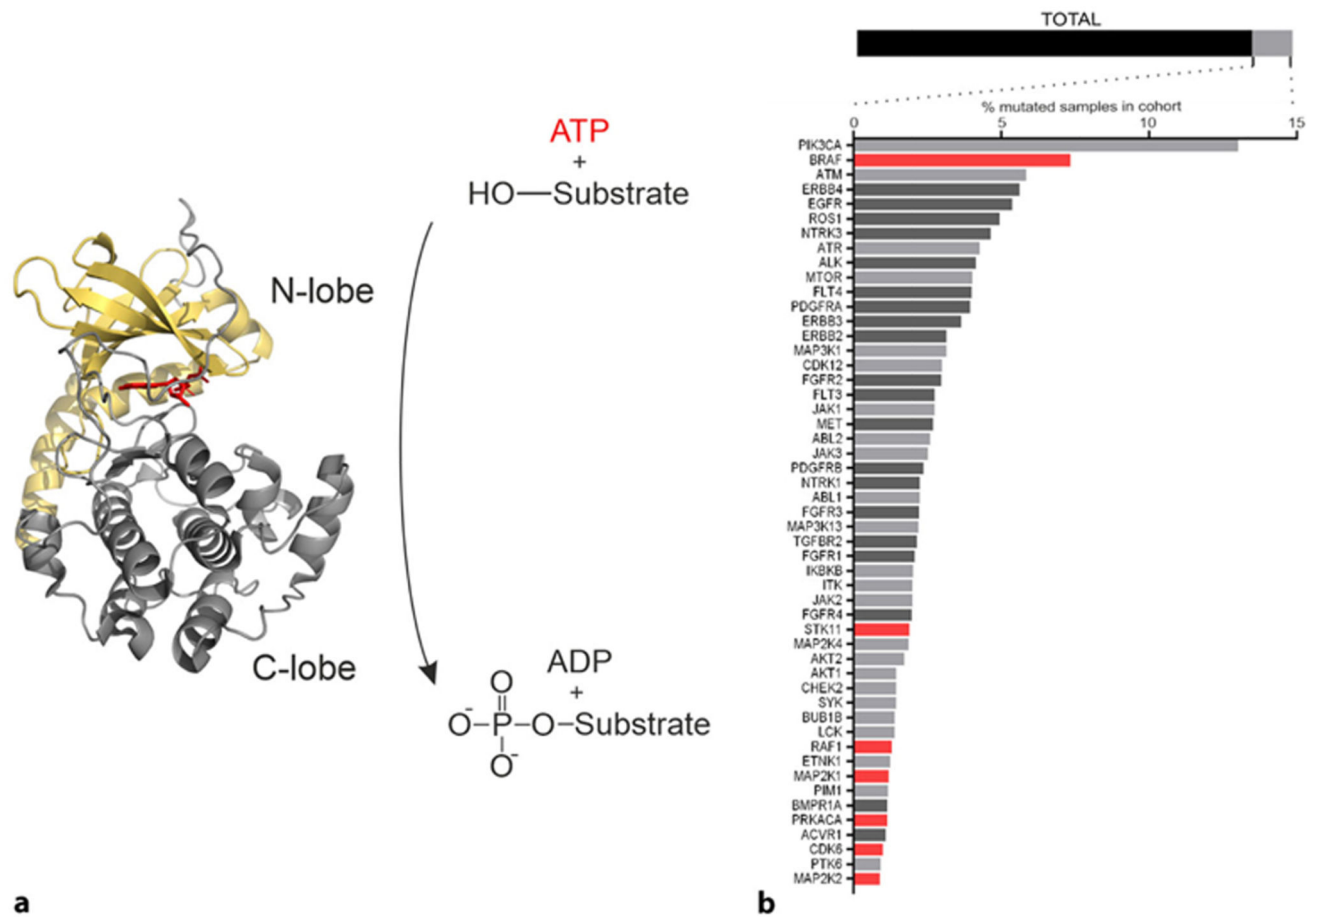 ATP
+
HO—Substrate
N-lobe
C-lobe
ADP
+
O
O⁻–P–O–Substrate
O⁻
a
TOTAL
% mutated samples in cohort
0 5 10 15
PIK3CA
BRAF
ATM
ERBB4
EGFR
ROS1
NTRK3
ATR
ALK
MTOR
FLT4
PDGFRA
ERBB3
ERBB2
MAP3K1
CDK12
FGFR2
FLT3
JAK1
MET
ABL2
JAK3
PDGFRB
NTRK1
ABL1
FGFR3
MAP3K13
TGFBR2
FGFR1
IKBKB
ITK
JAK2
FGFR4
STK11
MAP2K4
AKT2
AKT1
CHEK2
SYK
BUB1B
LCK
RAF1
ETNK1
MAP2K1
PIM1
BMPR1A
PRKACA
ACVR1
CDK6
PTK6
MAP2K2
b